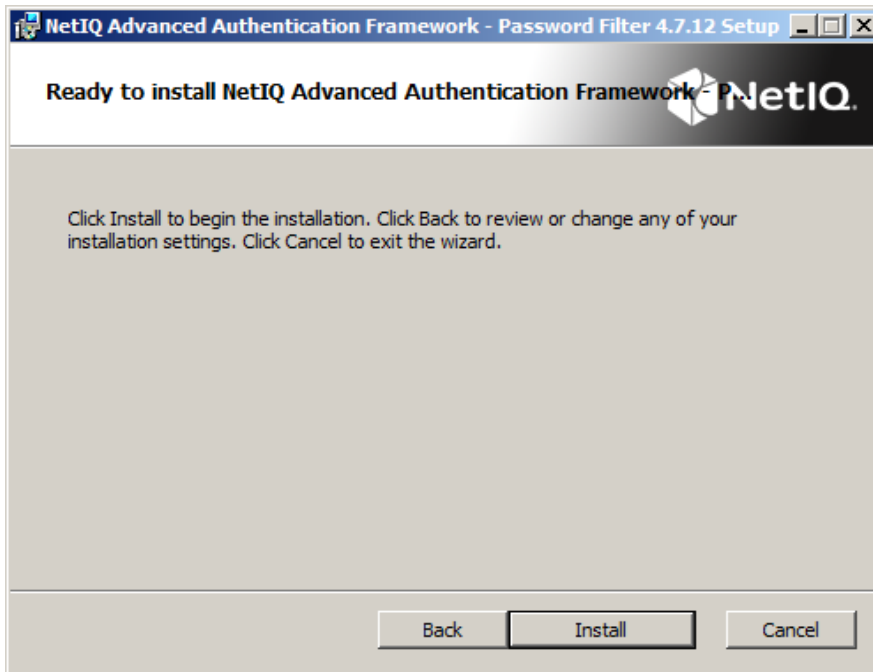 NetIQ Advanced Authentication Framework - Password Filter 4.7.12 Setup
Ready to install NetIQ Advanced Authentication Framework - P...
NetIQ.
Click Install to begin the installation. Click Back to review or change any of your
installation settings. Click Cancel to exit the wizard.
Back
Install
Cancel